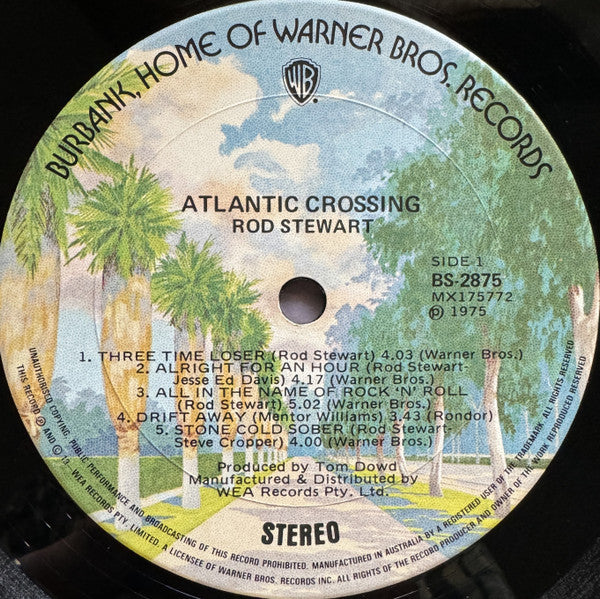 BURBANK, HOME OF WARNER BROS. RECORDS
WB
ATLANTIC CROSSING
ROD STEWART
SIDE 1
BS-2875
MX175772
℗ 1975
1. THREE TIME LOSER (Rod Stewart) 4.03 (Warner Bros.)
2. ALRIGHT FOR AN HOUR (Rod Stewart-
Jesse Ed Davis) 4.17 (Warner Bros.)
3. ALL IN THE NAME OF ROCK 'N' ROLL
(Rod Stewart) 5.02 (Warner Bros.)
4. DRIFT AWAY (Mentor Williams) 3.43 (Rondor)
5. STONE COLD SOBER (Rod Stewart-
Steve Cropper) 4.00 (Warner Bros.)
Produced by Tom Dowd
Manufactured & Distributed by
WEA Records Pty. Ltd.
STEREO
UNAUTHORISED COPYING, PUBLIC PERFORMANCE AND BROADCASTING OF THIS RECORD PROHIBITED. MANUFACTURED IN AUSTRALIA BY A REGISTERED USER OF THE TRADEMARK. ALL RIGHTS RESERVED
THIS RECORD ℗ AND © WEA RECORDS PTY. LIMITED. A LICENSEE OF WARNER BROS. RECORDS INC. ALL RIGHTS OF THE RECORD PRODUCER AND OWNER OF THE WORK REPRODUCED RESERVED